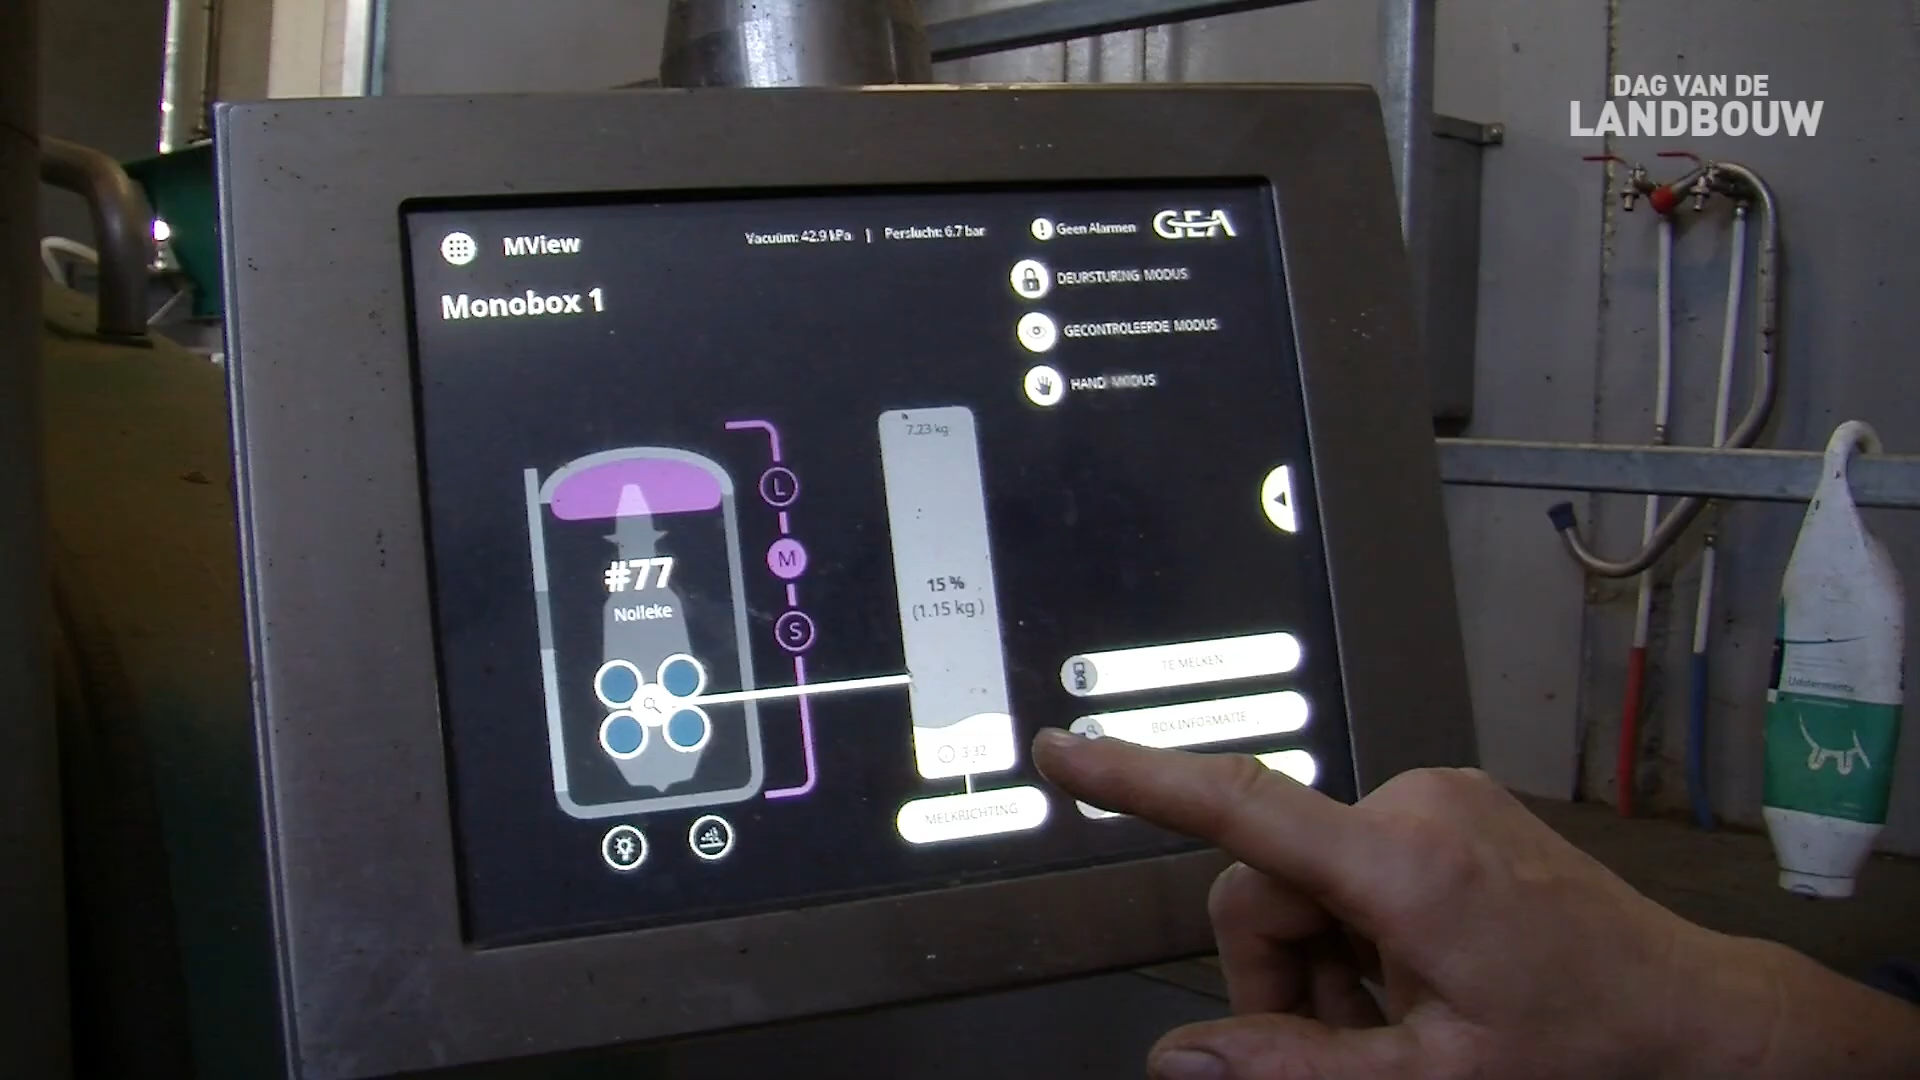 DAG VAN DE
LANDBOUW
MView
Vacuüm: 42.9 kPa | Perslucht: 6.7 bar
Geen Alarmen
GEA
Monobox 1
DEURSTURING MODUS
GECONTROLEERDE MODUS
HAND MODUS
7.23 kg
L
M
S
#77
Nolleke
15 %
(1.15 kg )
3:32
TE MELKEN
BOX INFORMATIE
MELKRICHTING